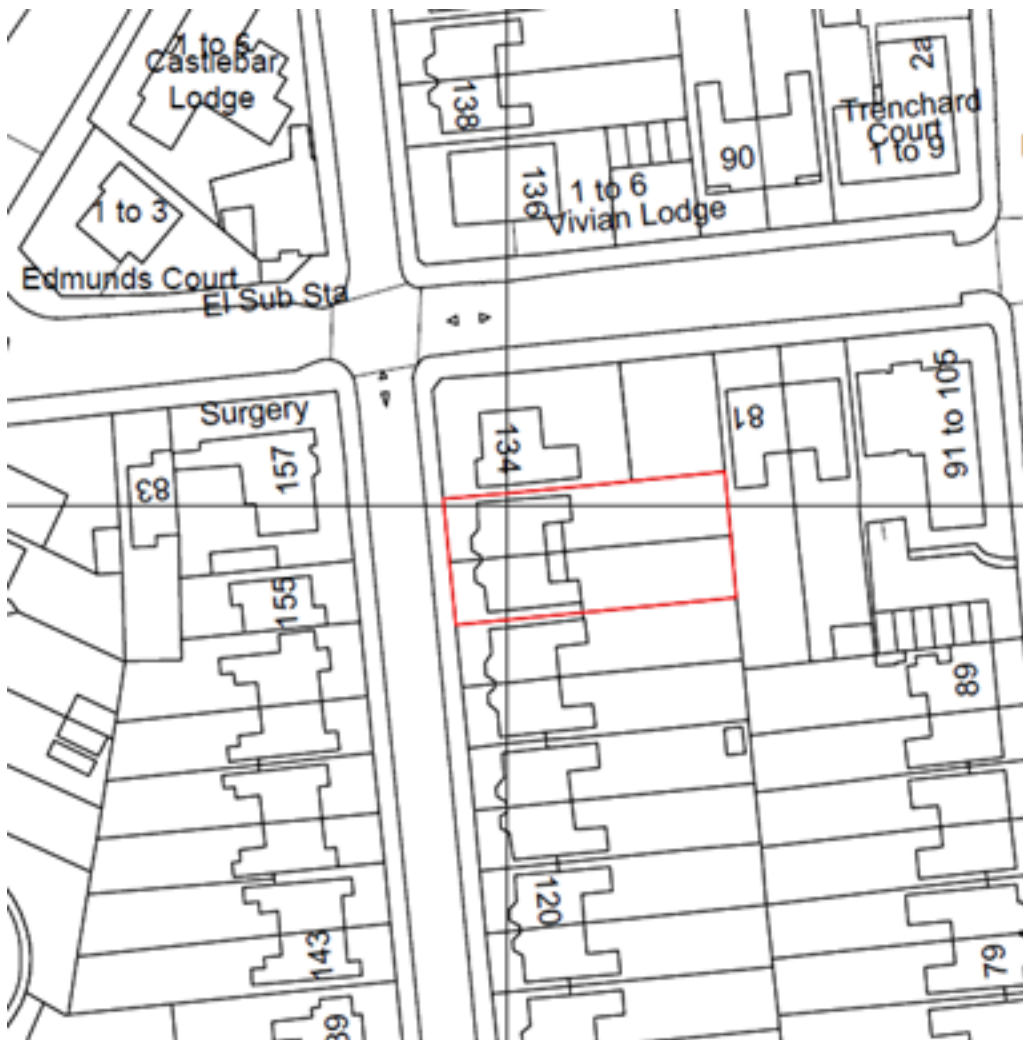 1 to 6
Castlebar
Lodge
138
2a
Trenchard
Court
1 to 9
90
136
1 to 6
Vivian Lodge
1 to 3
Edmunds Court
El Sub Sta
Surgery
157
83
134
81
91 to 105
155
89
120
143
79